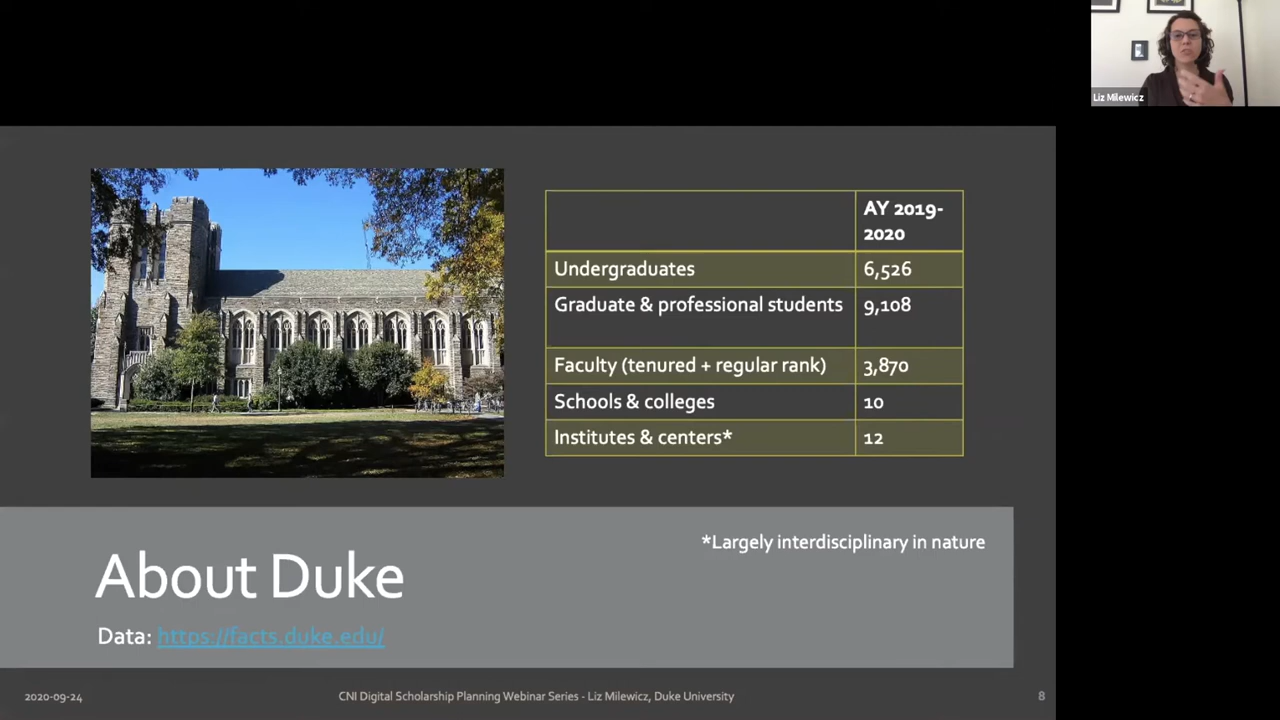 Liz Milewicz
AY 2019-
2020
Undergraduates 6,526
Graduate & professional students 9,108
Faculty (tenured + regular rank) 3,870
Schools & colleges 10
Institutes & centers* 12
*Largely interdisciplinary in nature
About Duke
Data: https://facts.duke.edu/
2020-09-24 CNI Digital Scholarship Planning Webinar Series - Liz Milewicz, Duke University 8